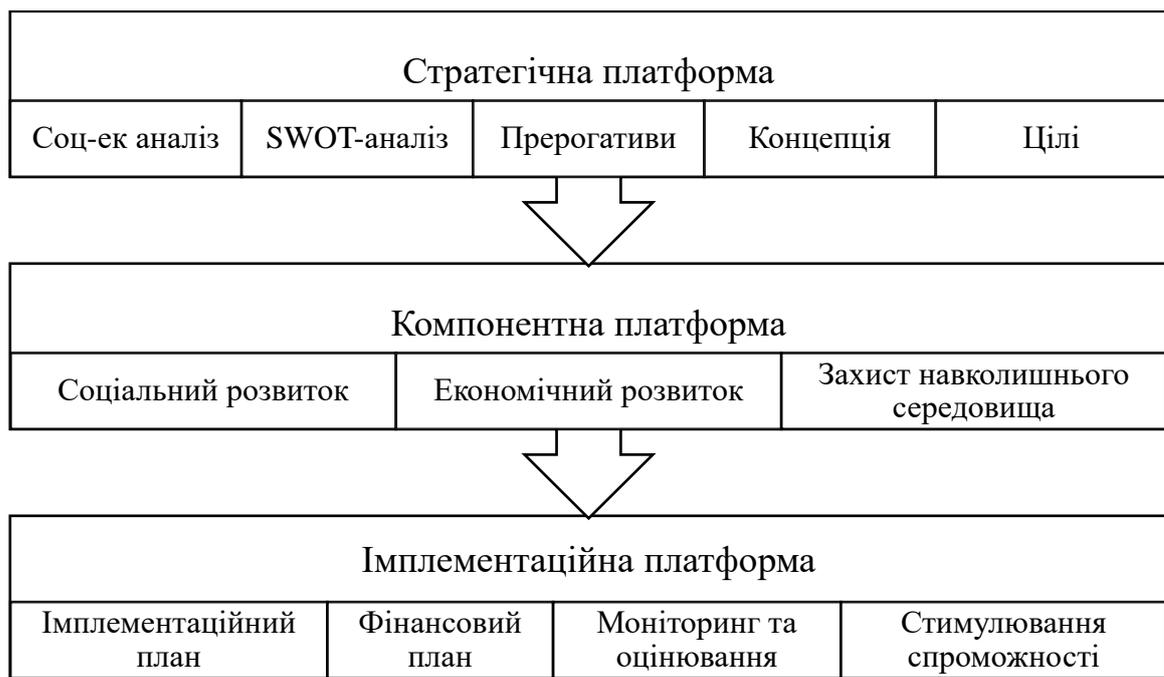 Стратегічна платформа
Соц-ек аналіз
SWOT-аналіз
Прерогативи
Концепція
Цілі
Компонентна платформа
Соціальний розвиток
Економічний розвиток
Захист навколишнього
середовища
Імплементаційна платформа
Імплементаційний
план
Фінансовий
план
Моніторинг та
оцінювання
Стимулювання
спроможності